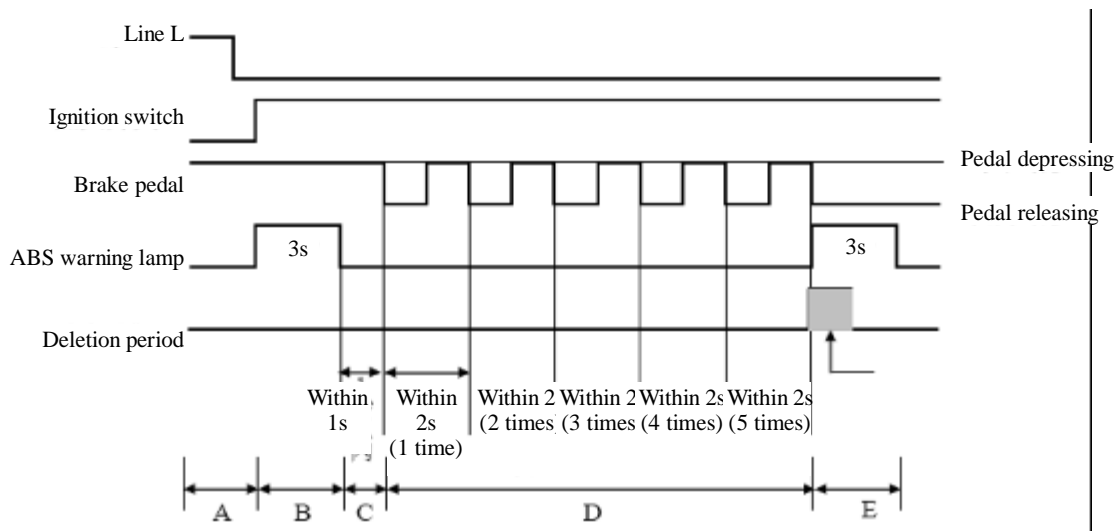 Line L
Ignition switch
Brake pedal
Pedal depressing
Pedal releasing
ABS warning lamp
3s
3s
Deletion period
Within
1s
Within
2s
(1 time)
Within 2
(2 times
Within 2
(3 times
Within 2s
(4 times)
Within 2s
(5 times)
A
B
C
D
E